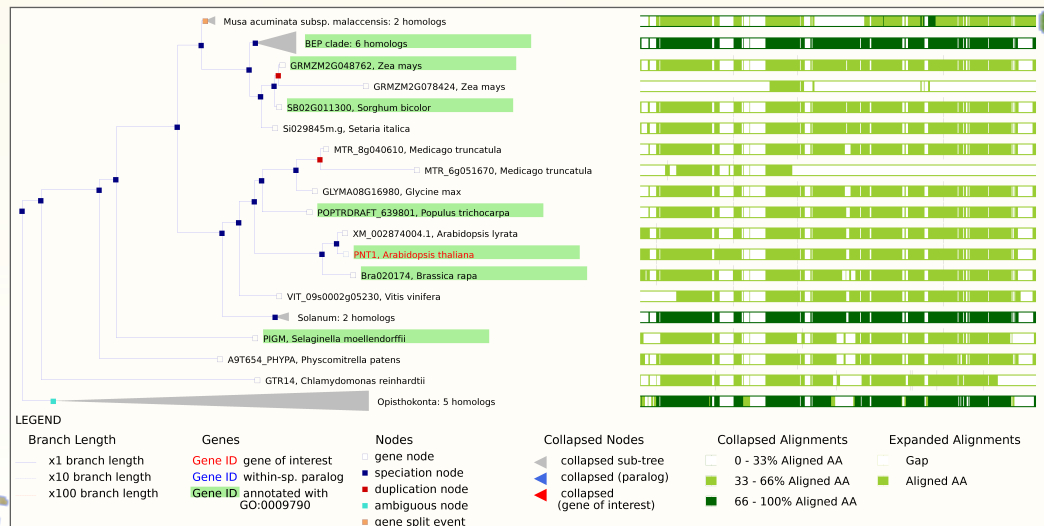 Musa acuminata subsp. malaccensis: 2 homologs
BEP clade: 6 homologs
GRMZM2G048762, Zea mays
GRMZM2G078424, Zea mays
SB02G011300, Sorghum bicolor
Si029845m.g, Setaria italica
MTR_8g040610, Medicago truncatula
MTR_6g051670, Medicago truncatula
GLYMA08G16980, Glycine max
POPTRDRAFT_639801, Populus trichocarpa
XM_002874004.1, Arabidopsis lyrata
PNT1, Arabidopsis thaliana
Bra020174, Brassica rapa
VIT_09s0002g05230, Vitis vinifera
Solanum: 2 homologs
PIGM, Selaginella moellendorffii
A9T654_PHYPA, Physcomitrella patens
GTR14, Chlamydomonas reinhardtii
Opisthokonta: 5 homologs
LEGEND
Branch Length
x1 branch length
x10 branch length
x100 branch length
Genes
Gene ID gene of interest
Gene ID within-sp. paralog
Gene ID annotated with
GO:0009790
Nodes
gene node
speciation node
duplication node
ambiguous node
gene split event
Collapsed Nodes
collapsed sub-tree
collapsed (paralog)
collapsed
(gene of interest)
Collapsed Alignments
0 - 33% Aligned AA
33 - 66% Aligned AA
66 - 100% Aligned AA
Expanded Alignments
Gap
Aligned AA